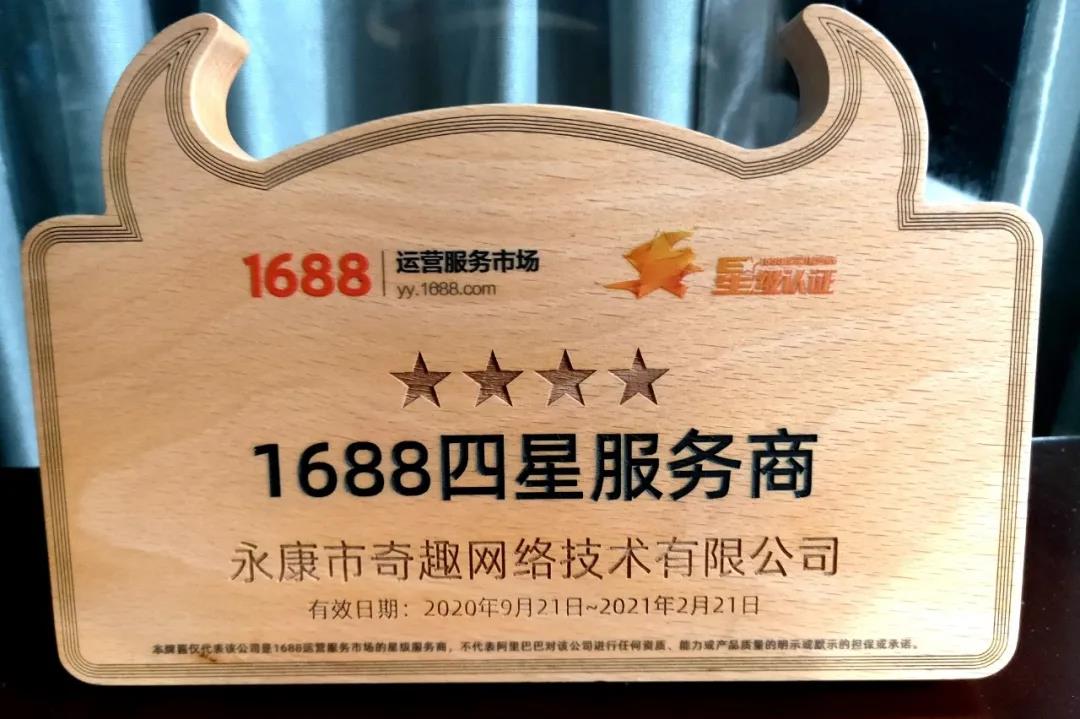 1688 运营服务市场
yy.1688.com
星级认证
1688四星服务商
永康市奇趣网络技术有限公司
有效日期：2020年9月21日~2021年2月21日
本牌匾仅代表该公司是1688运营服务市场的星级服务商，不代表阿里巴巴对该公司进行任何资质、能力或产品质量的明示或默示的担保或承诺。